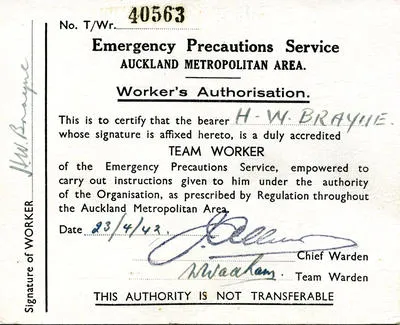 No. T/Wr. 40563
Emergency Precautions Service
AUCKLAND METROPOLITAN AREA.
Worker's Authorisation.
This is to certify that the bearer H. W. BRAYNE.
whose signature is affixed hereto, is a duly accredited
TEAM WORKER
of the Emergency Precautions Service, empowered to
carry out instructions given to him under the authority
of the Organisation, as prescribed by Regulation throughout
the Auckland Metropolitan Area.
Date 23/4/42.
Chief Warden
Team Warden
THIS AUTHORITY IS NOT TRANSFERABLE
Signature of WORKER H. W. Brayne